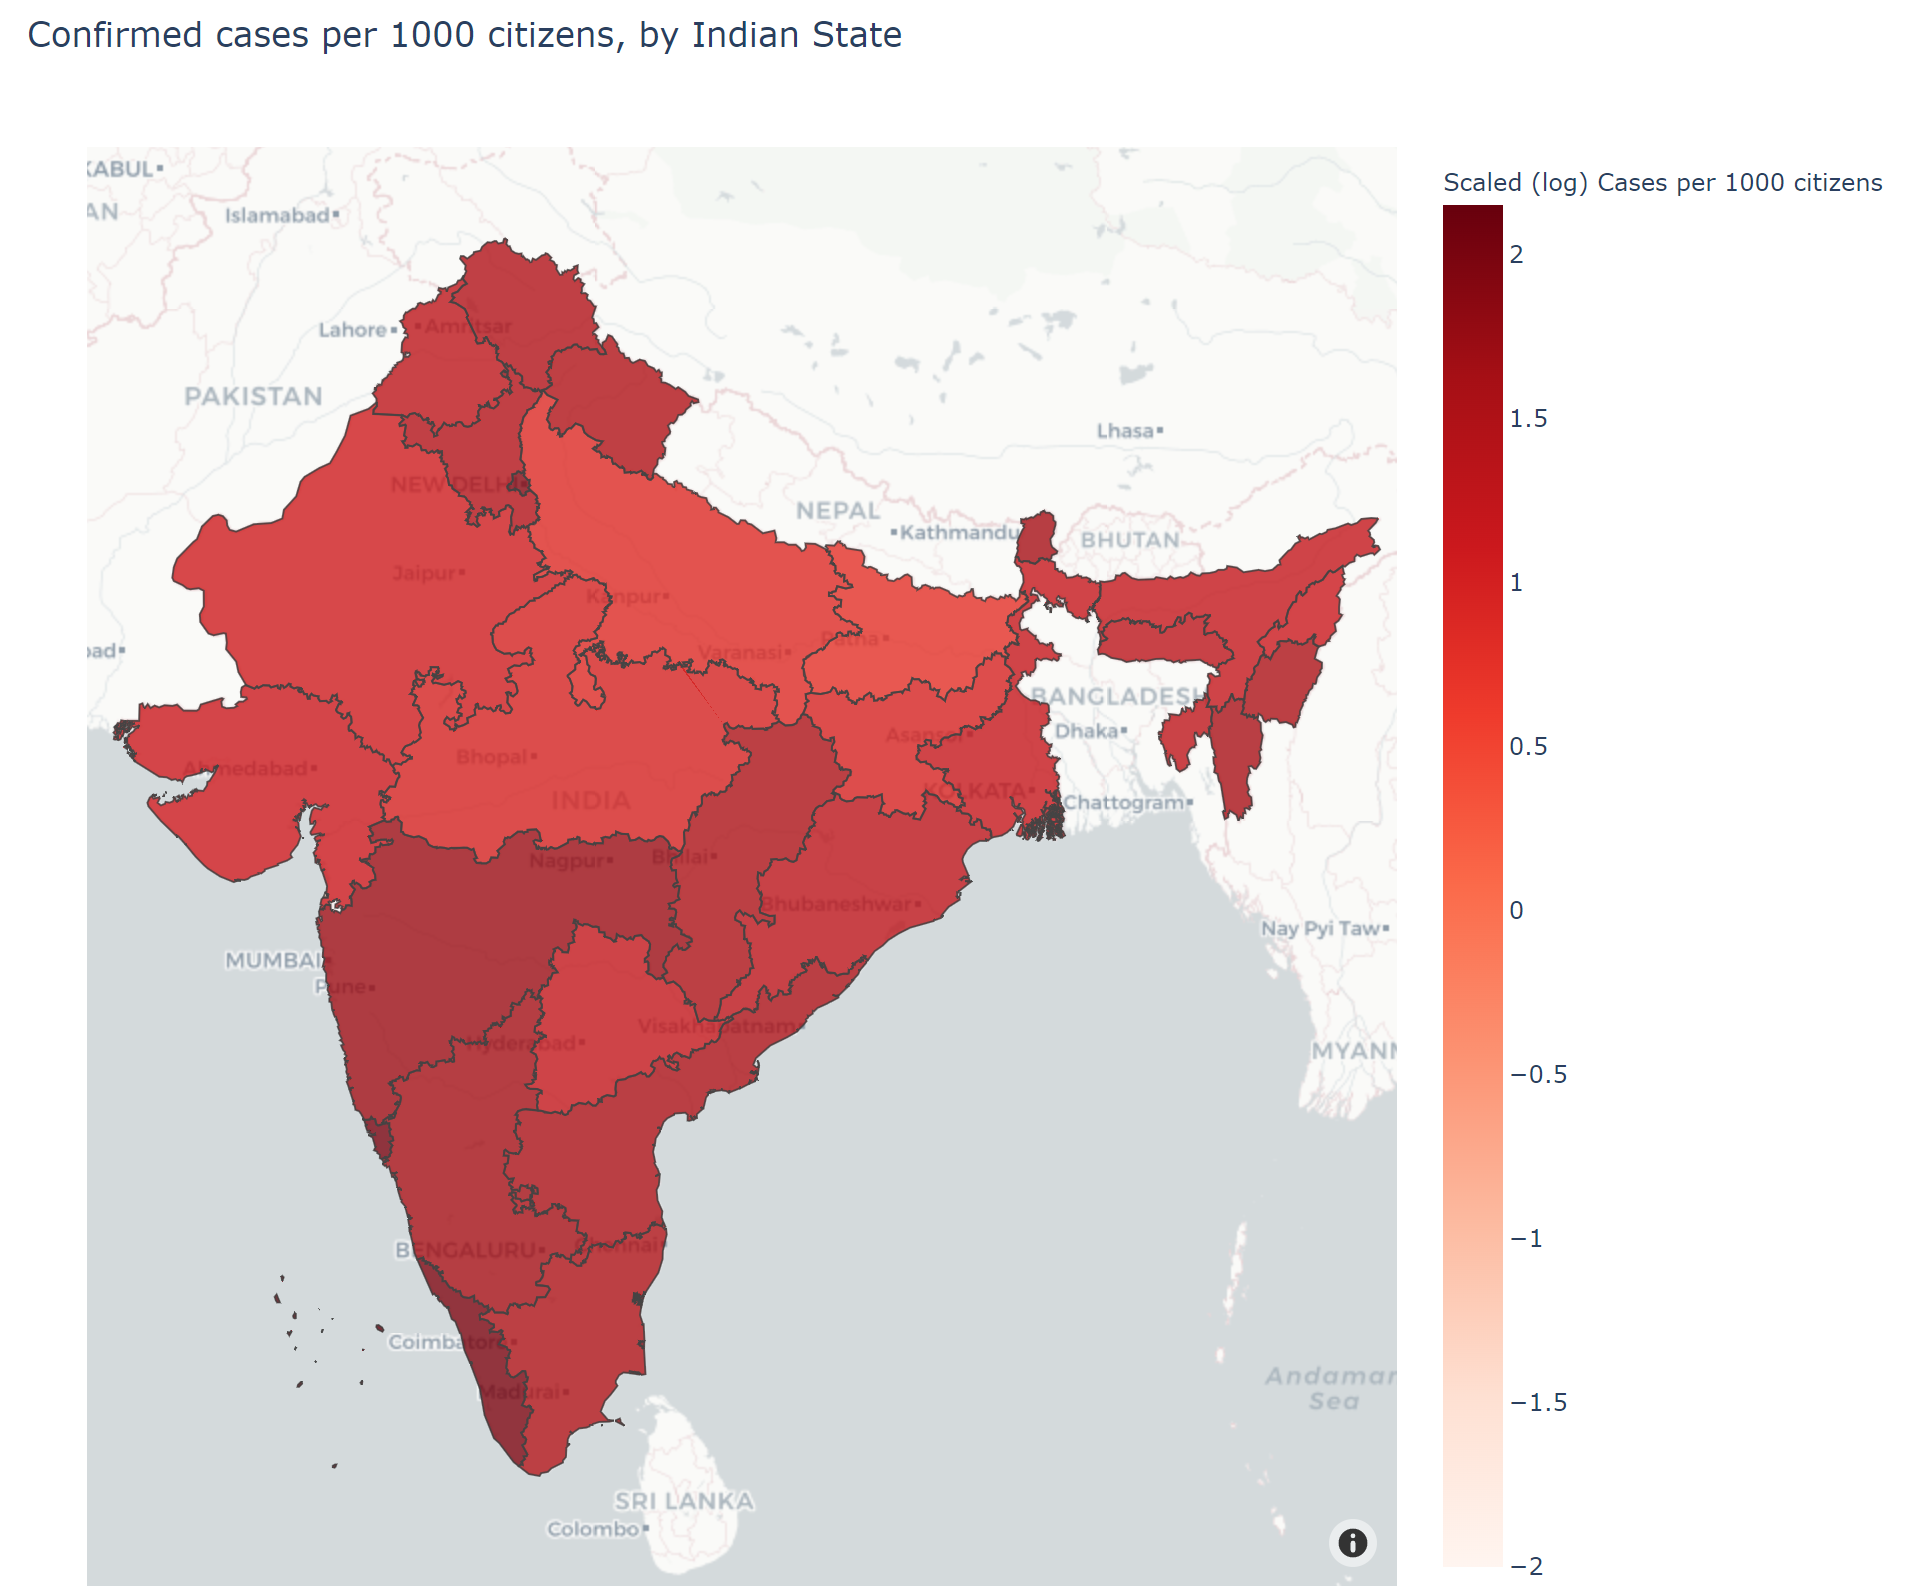 Confirmed cases per 1000 citizens, by Indian State
KABUL
AN
Islamabad
Lahore
Amritsar
PAKISTAN
Lhasa
NEW DELHI
NEPAL
Kathmandu
BHUTAN
Jaipur
Kanpur
Patna
Varanasi
ad
BANGLADESH
Dhaka
Asansol
Bhopal
Ahmedabad
INDIA
KOLKATA
Chattogram
Nagpur
Bhilai
Bhubaneshwar
Nay Pyi Taw
MUMBAI
Pune
Visakhapatnam
Hyderabad
MYANM
BENGALURU
Chennai
Coimbatore
Madurai
Andaman
Sea
SRI LANKA
Colombo
Scaled (log) Cases per 1000 citizens
2
1.5
1
0.5
0
−0.5
−1
−1.5
−2